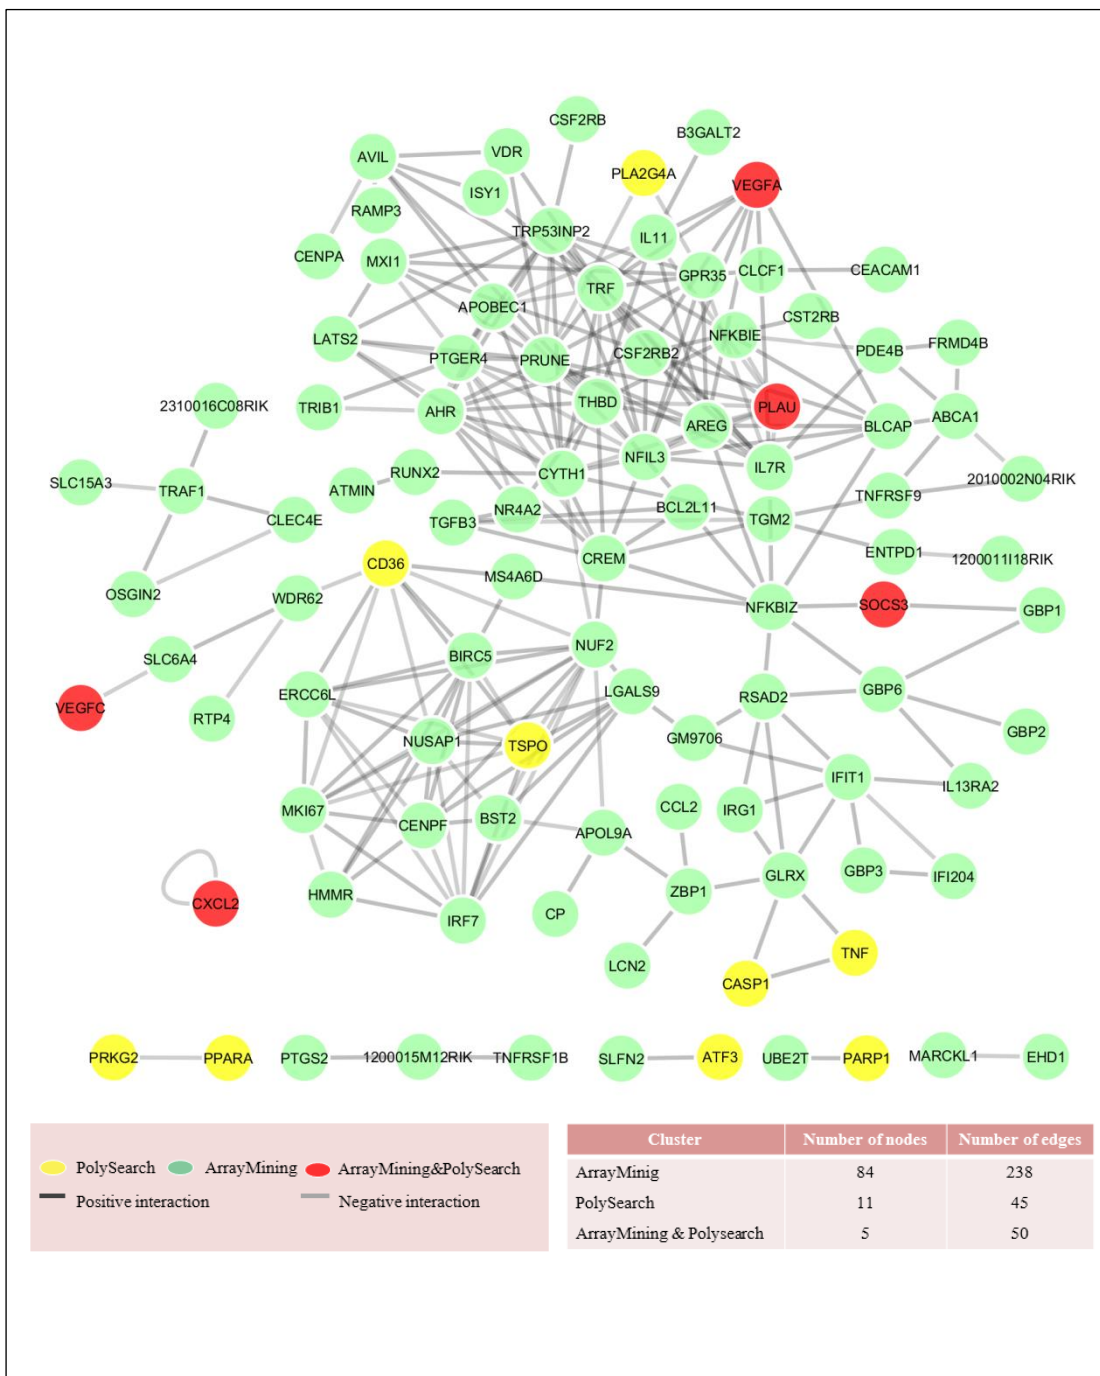 CSF2RB
B3GALT2
AVIL
VDR
PLA2G4A
VEGFA
ISY1
RAMP3
TRP53INP2
IL11
CENPA
MXI1
GPR35
CLCF1
CEACAM1
TRF
APOBEC1
CST2RB
LATS2
PTGER4
PRUNE
CSF2RB2
NFKBIE
PDE4B
FRMD4B
2310016C08RIK
TRIB1
AHR
THBD
AREG
PLAU
BLCAP
ABCA1
SLC15A3
TRAF1
ATMIN
RUNX2
CYTH1
NFIL3
IL7R
2010002N04RIK
CLEC4E
TGFB3
NR4A2
BCL2L11
TGM2
TNFRSF9
CD36
MS4A6D
CREM
ENTPD1
1200011I18RIK
OSGIN2
WDR62
NFKBIZ
SOCS3
GBP1
SLC6A4
BIRC5
NUF2
VEGFC
RTP4
ERCC6L
LGALS9
RSAD2
GBP6
NUSAP1
TSPO
GM9706
GBP2
MKI67
CENPF
BST2
APOL9A
CCL2
IRG1
IFIT1
IL13RA2
CXCL2
HMMR
IRF7
CP
ZBP1
GLRX
GBP3
IFI204
LCN2
CASP1
TNF
PRKG2
PPARA
PTGS2
1200015M12RIK
TNFRSF1B
SLFN2
ATF3
UBE2T
PARP1
MARCKL1
EHD1
PolySearch
ArrayMining
ArrayMining&PolySearch
Positive interaction
Negative interaction
Cluster Number of nodes Number of edges
ArrayMinig 84 238
PolySearch 11 45
ArrayMining & Polysearch 5 50